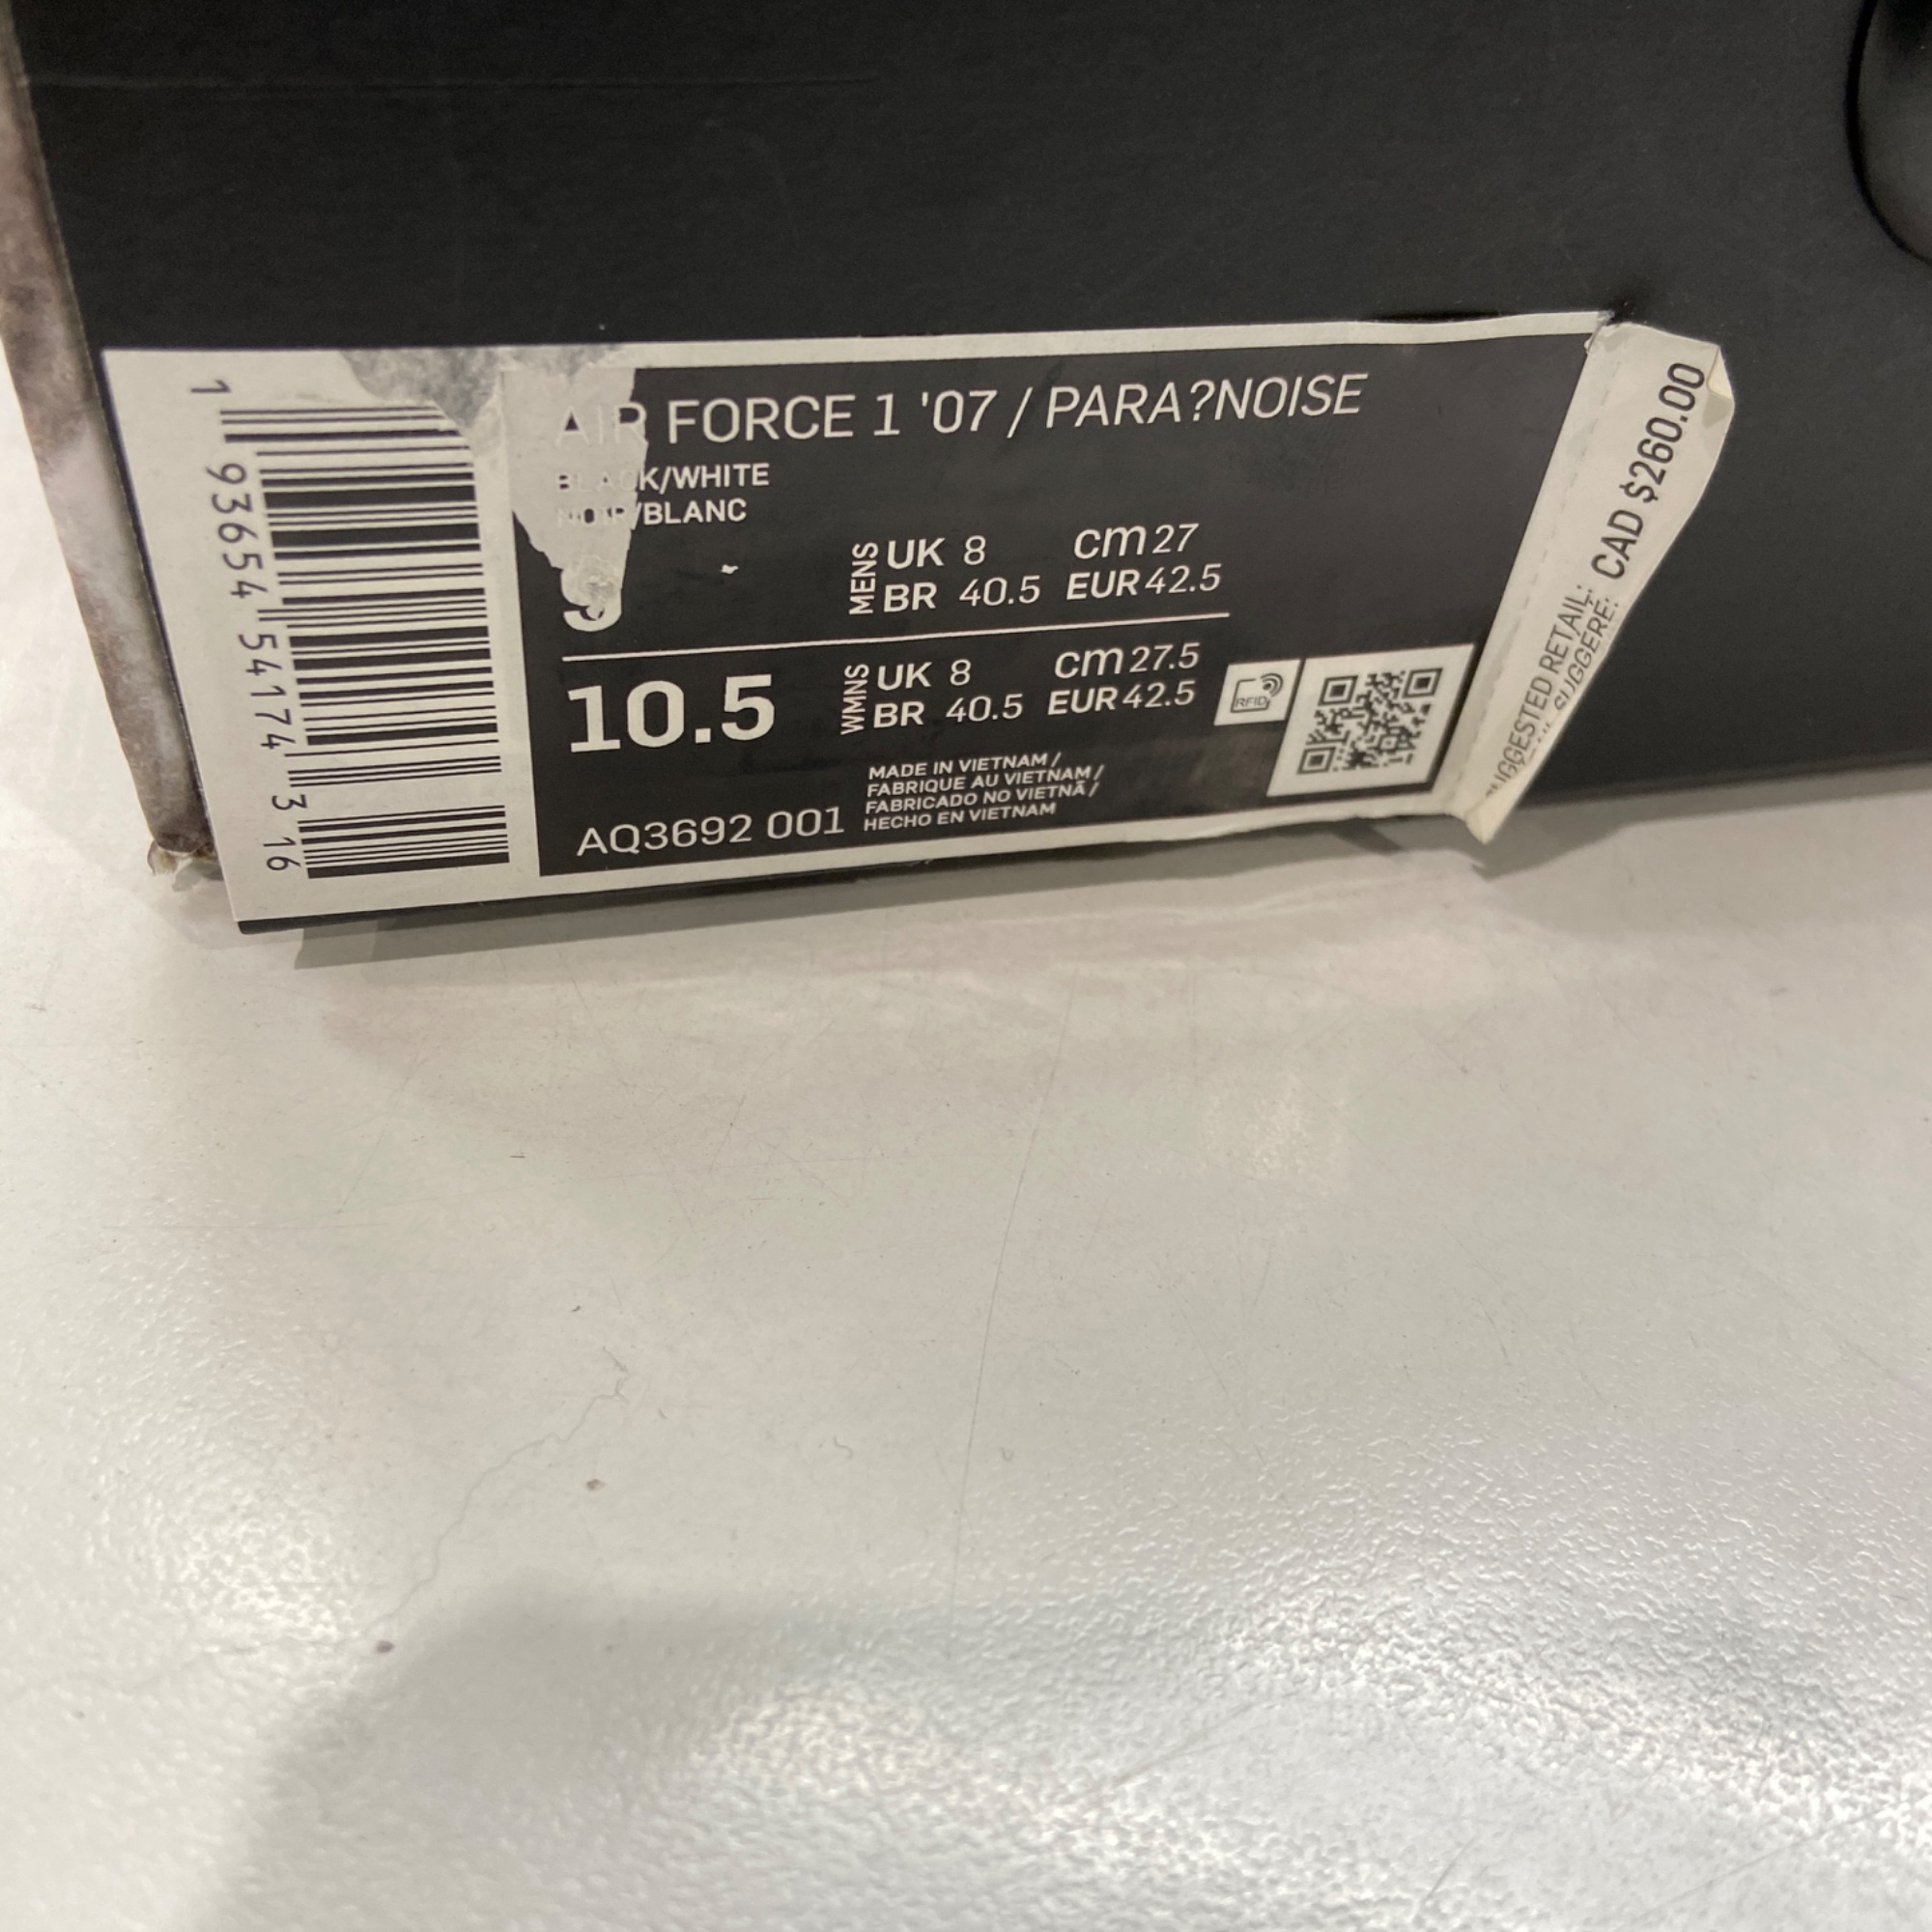 AIR FORCE 1 '07 / PARA?NOISE
BLACK/WHITE
NOIR/BLANC
MENS UK 8 cm 27
BR 40.5 EUR 42.5
10.5 WMNS UK 8 cm 27.5
BR 40.5 EUR 42.5
RFID
AQ3692 001
MADE IN VIETNAM /
FABRIQUE AU VIETNAM /
FABRICADO NO VIETNÃ /
HECHO EN VIETNAM
1 93654 54174 3 16
SUGGESTED RETAIL: CAD $260.00
SUGGÉRÉ: